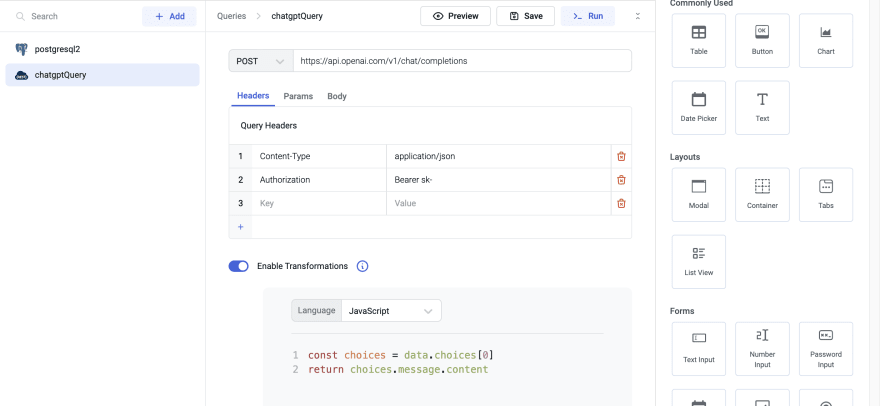 Search
+ Add
postgresql2
chatgptQuery
Queries > chatgptQuery
Preview
Save
Run
POST
https://api.openai.com/v1/chat/completions
Headers
Params
Body
Query Headers
1 Content-Type application/json
2 Authorization Bearer sk-
3 Key Value
+
Enable Transformations
Language JavaScript
1 const choices = data.choices[0]
2 return choices.message.content
Commonly Used
Table
Button
OK
Chart
Date Picker
Text
Layouts
Modal
Container
Tabs
List View
Forms
Text Input
Number
Input
Password
Input